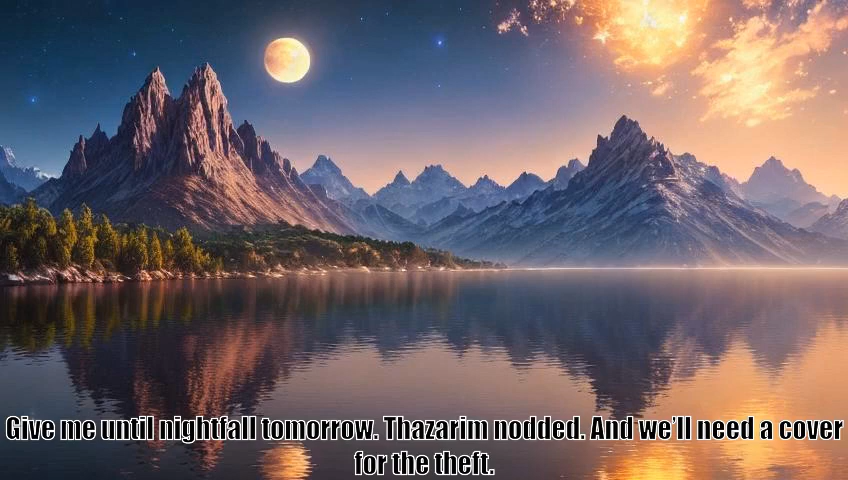 Give me until nightfall tomorrow. Thazarim nodded. And we'll need a cover
for the theft.